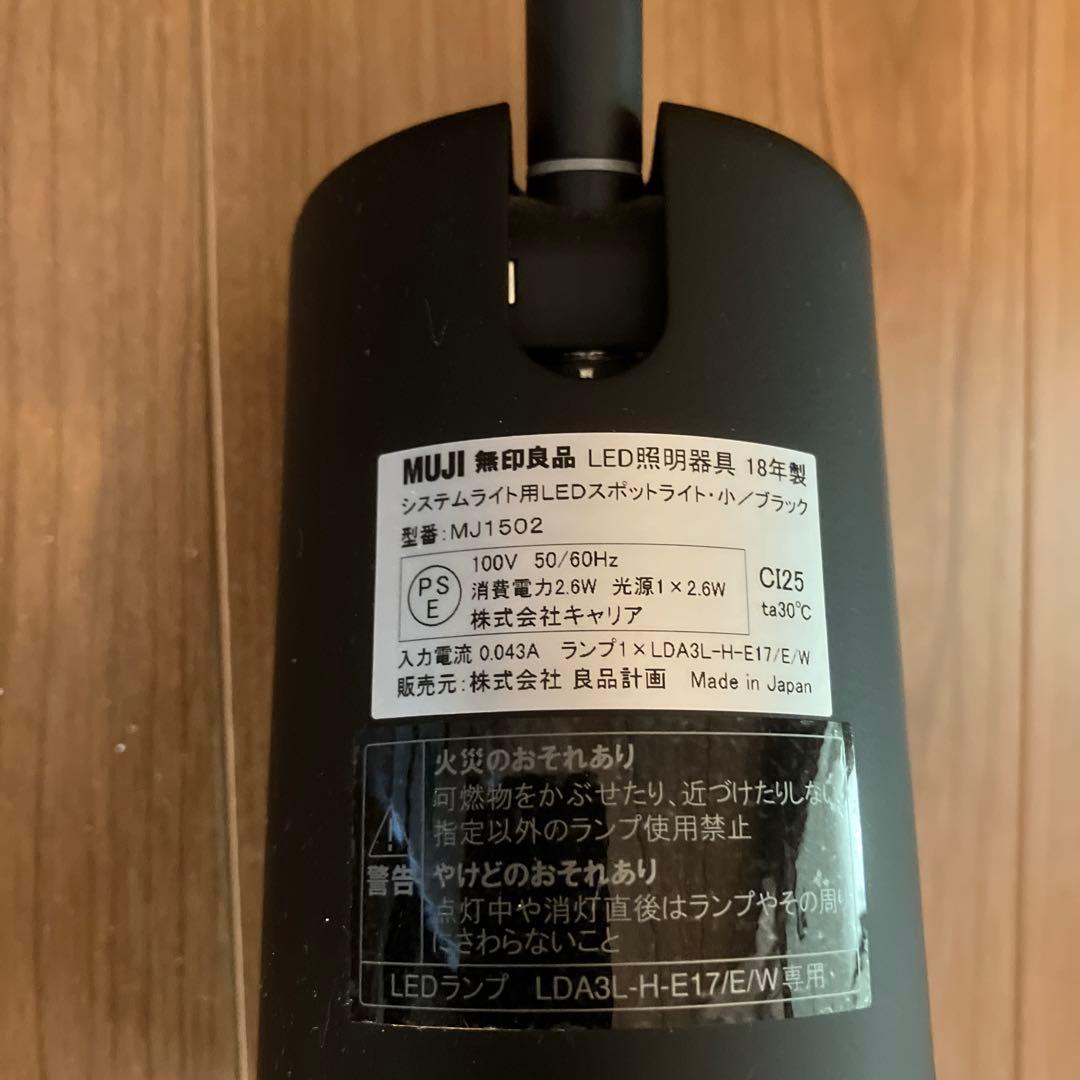 MUJI 無印良品 LED照明器具 18年製
システムライト用LEDスポットライト・小／ブラック
型番：MJ1502
PS
E
100V 50/60Hz
消費電力2.6W 光源1×2.6W
株式会社キャリア
CI25
ta30℃
入力電流 0.043A ランプ1×LDA3L-H-E17/E/W
販売元：株式会社 良品計画 Made in Japan
警告
火災のおそれあり
可燃物をかぶせたり、近づけたりしない
指定以外のランプ使用禁止
やけどのおそれあり
点灯中や消灯直後はランプやその周り
にさわらないこと
LEDランプ LDA3L-H-E17/E/W専用